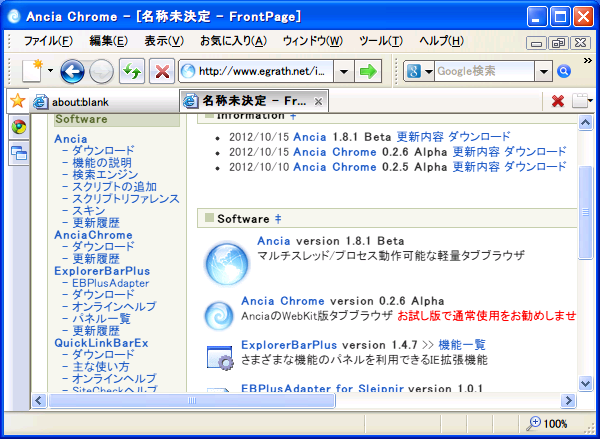 Ancia Chrome - [名称未決定 - FrontPage]
ファイル(F) 編集(E) 表示(V) お気に入り(A) ウィンドウ(W) ツール(T) ヘルプ(H)
http://www.egrath.net/i... Google検索
about:blank 名称未決定 - Fr...
Software
Ancia
- ダウンロード
- 機能の説明
- 検索エンジン
- スクリプトの追加
- スクリプトリファレンス
- スキン
- 更新履歴
AnciaChrome
- ダウンロード
- 更新履歴
ExplorerBarPlus
- EBPlusAdapter
- ダウンロード
- オンラインヘルプ
- パネル一覧
- 更新履歴
QuickLinkBarEx
- ダウンロード
- 主な使い方
- オンラインヘルプ
- SiteCheckヘルプ
Information ‡
• 2012/10/15 Ancia 1.8.1 Beta 更新内容 ダウンロード
• 2012/10/15 Ancia Chrome 0.2.6 Alpha 更新内容 ダウンロード
• 2012/10/10 Ancia Chrome 0.2.5 Alpha 更新内容 ダウンロード
Software ‡
Ancia version 1.8.1 Beta
マルチスレッド/プロセス動作可能な軽量タブブラウザ
Ancia Chrome version 0.2.6 Alpha
AnciaのWebKit版タブブラウザ お試し版で通常使用をお勧めしませ
ExplorerBarPlus version 1.4.7 >> 機能一覧
さまざまな機能のパネルを利用できるIE拡張機能
EBPlusAdapter for Sleipnir version 1.0.1
100%